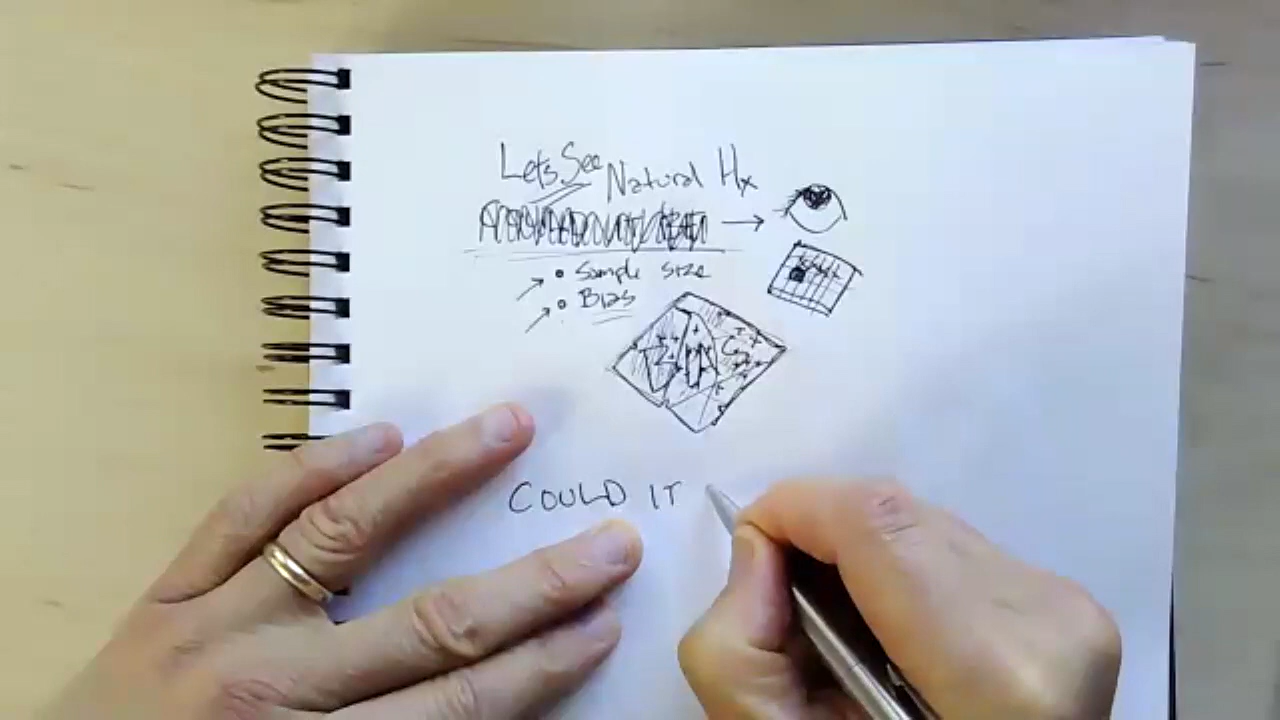 Lets See
Natural Hx
• Sample size
• Bias
COULD IT